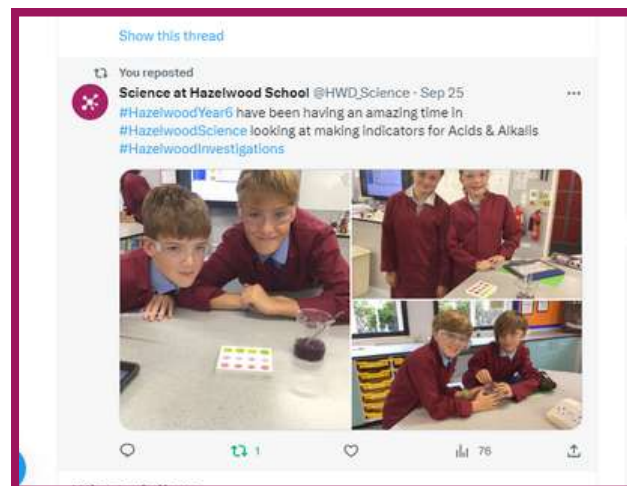 Show this thread
You reposted
Science at Hazelwood School @HWD_Science · Sep 25
#HazelwoodYear6 have been having an amazing time in
#HazelwoodScience looking at making indicators for Acids & Alkalis
#HazelwoodInvestigations
1
76